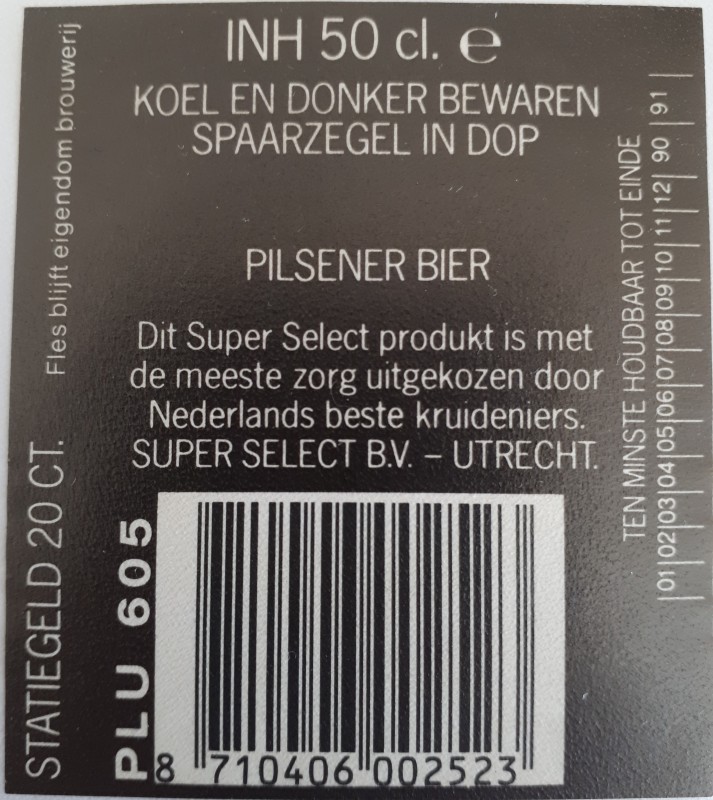 INH 50 cl. ℮
KOEL EN DONKER BEWAREN
SPAARZEGEL IN DOP
PILSENER BIER
Dit Super Select produkt is met
de meeste zorg uitgekozen door
Nederlands beste kruideniers.
SUPER SELECT B.V. – UTRECHT.
Fles blijft eigendom brouwerij
STATIEGELD 20 CT.
PLU 605
8 710406 002523
TEN MINSTE HOUDBAAR TOT EINDE
|01|02|03|04|05|06|07|08|09|10|11|12| 90 |91|